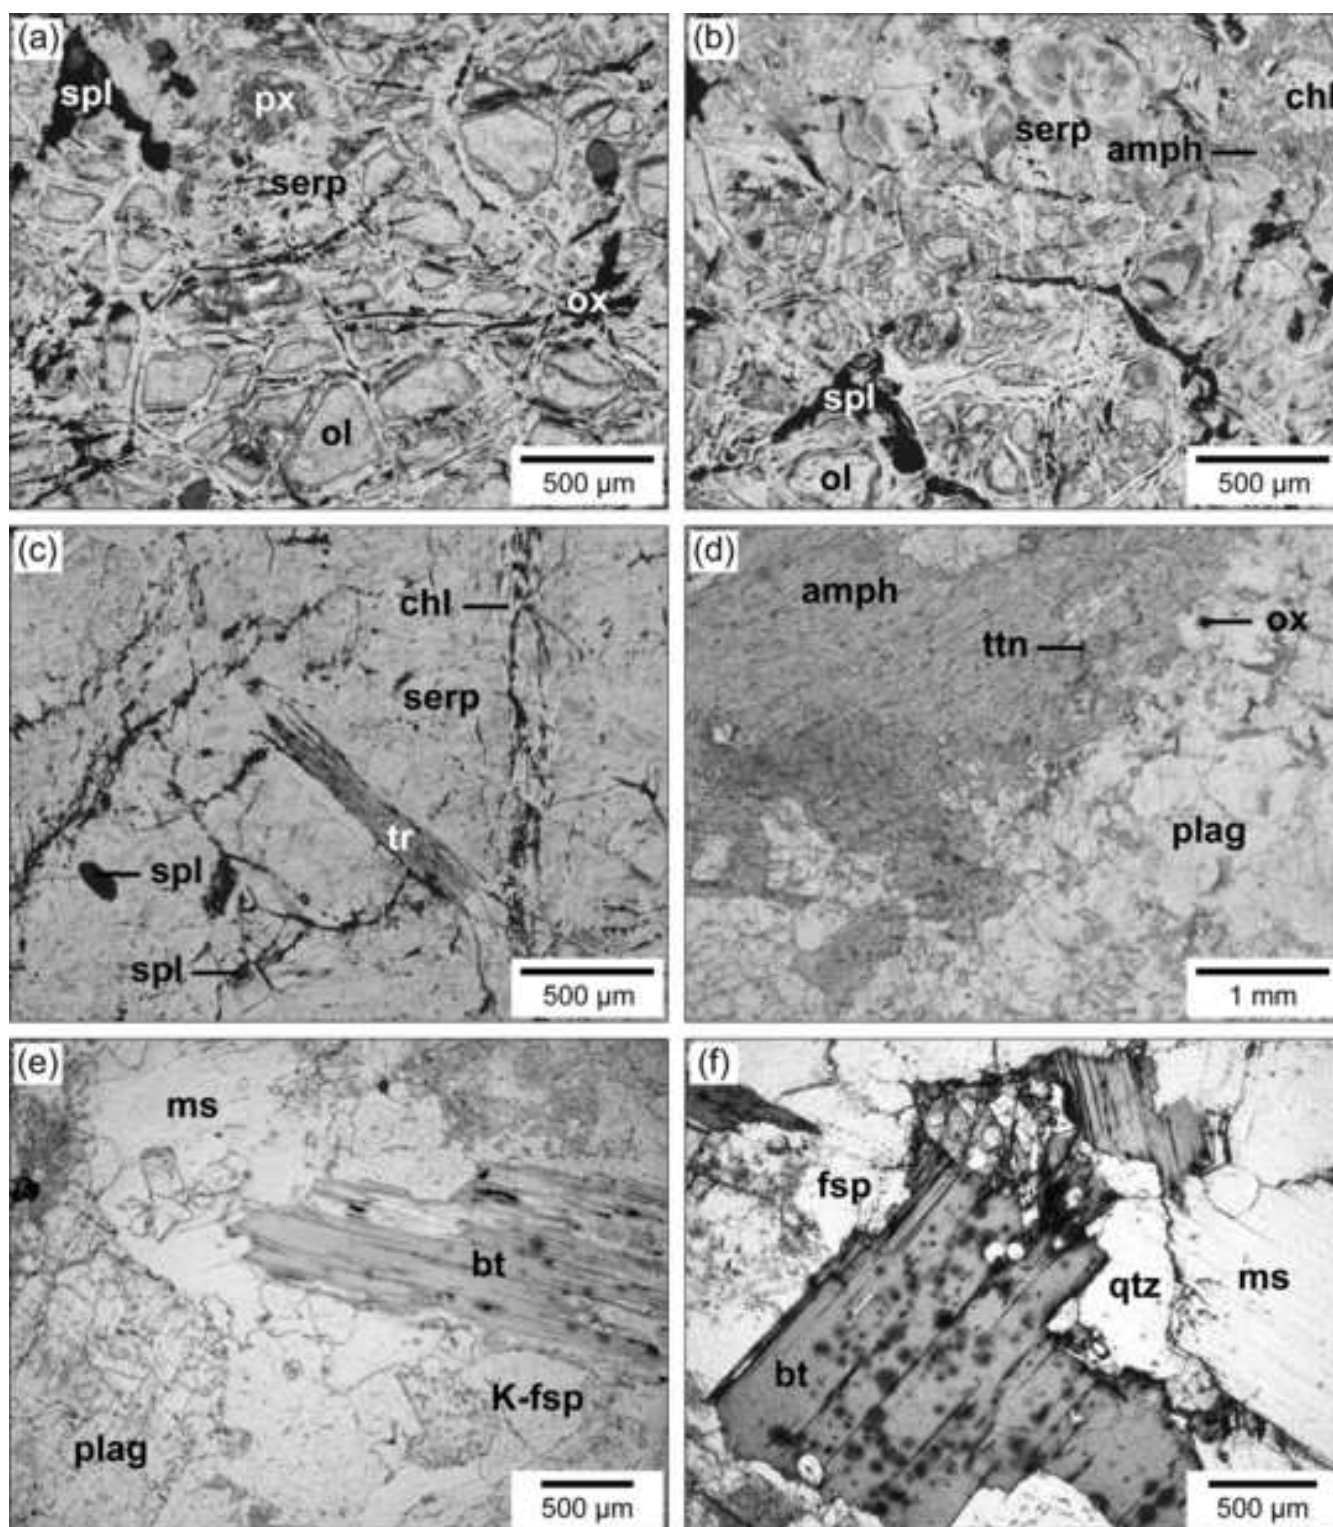 (a)
spl
px
serp
ox
ol
500 µm
(b)
chl
serp
amph
spl
ol
500 µm
(c)
chl
serp
tr
spl
spl
500 µm
(d)
amph
ttn
ox
plag
1 mm
(e)
ms
bt
K-fsp
plag
500 µm
(f)
fsp
qtz
ms
bt
500 µm